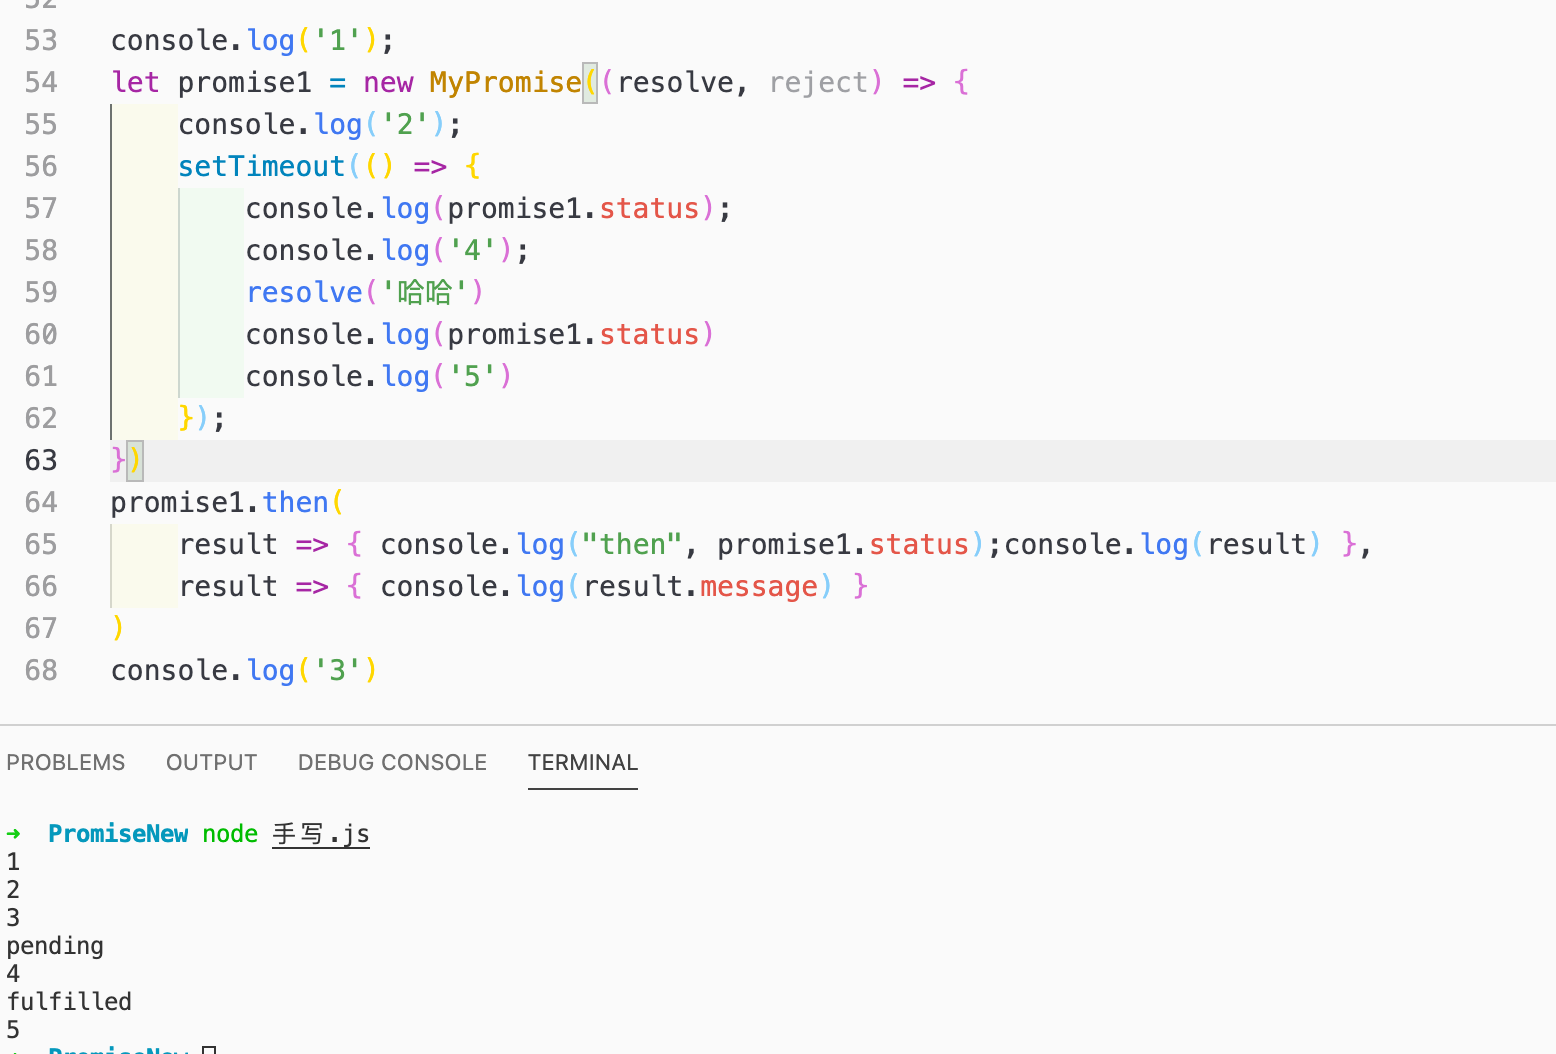 52
53 console.log('1');
54 let promise1 = new MyPromise((resolve, reject) => {
55 console.log('2');
56 setTimeout(() => {
57 console.log(promise1.status);
58 console.log('4');
59 resolve('哈哈')
60 console.log(promise1.status)
61 console.log('5')
62 });
63 })
64 promise1.then(
65 result => { console.log("then", promise1.status);console.log(result) },
66 result => { console.log(result.message) }
67 )
68 console.log('3')
PROBLEMS OUTPUT DEBUG CONSOLE TERMINAL
➜ PromiseNew node 手写.js
1
2
3
pending
4
fulfilled
5
➜ PromiseNew